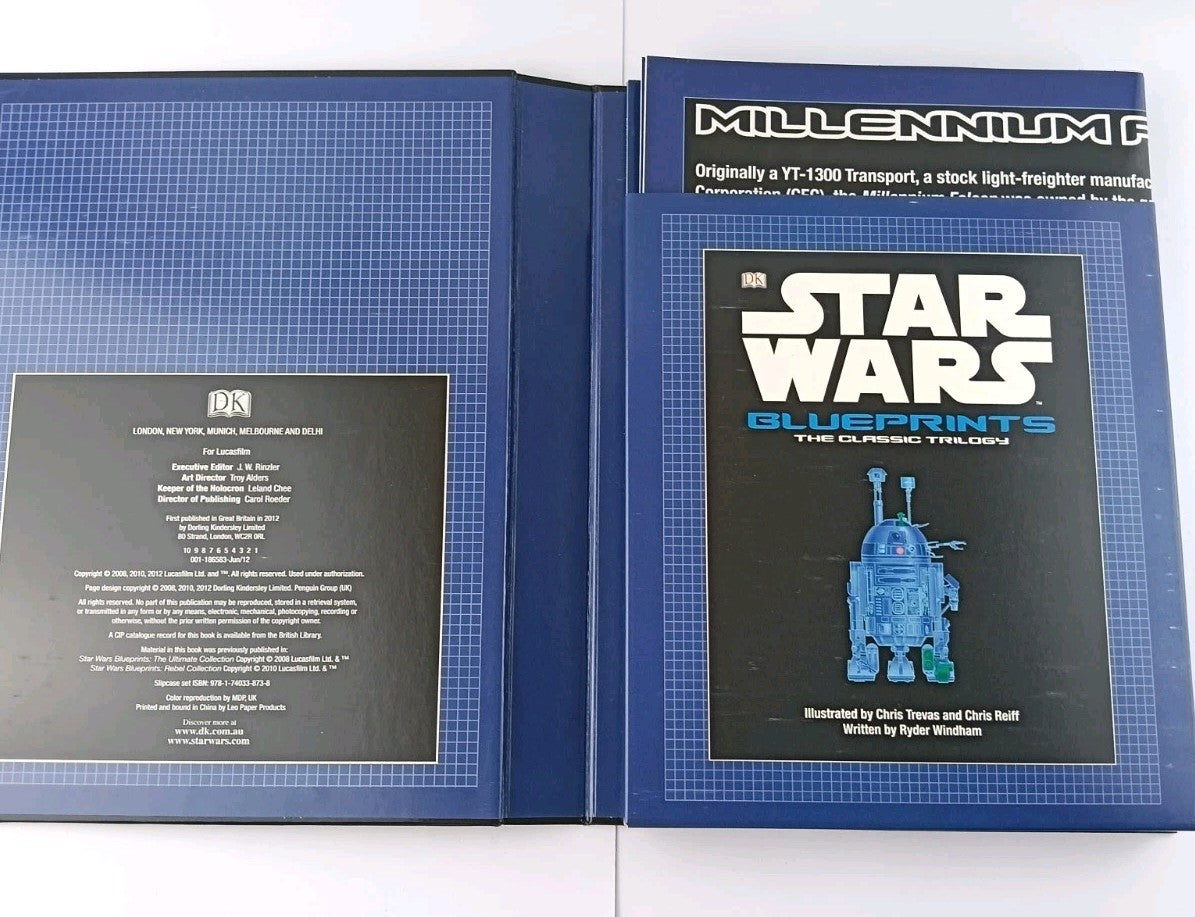 DK
LONDON, NEW YORK, MUNICH, MELBOURNE AND DELHI
For Lucasfilm
Executive Editor J. W. Rinzler
Art Director Troy Alders
Keeper of the Holocron Leland Chee
Director of Publishing Carol Roeder
First published in Great Britain in 2012
by Dorling Kindersley Limited
80 Strand, London, WC2R 0RL
10 9 8 7 6 5 4 3 2 1
001-186583-Jun/12
Copyright © 2008, 2010, 2012 Lucasfilm Ltd. and ™. All rights reserved. Used under authorization.
Page design copyright © 2008, 2010, 2012 Dorling Kindersley Limited. Penguin Group (UK)
All rights reserved. No part of this publication may be reproduced, stored in a retrieval system,
or transmitted in any form or by any means, electronic, mechanical, photocopying, recording or
otherwise, without the prior written permission of the copyright owner.
A CIP catalogue record for this book is available from the British Library.
Material in this book was previously published in:
Star Wars Blueprints: The Ultimate Collection Copyright © 2008 Lucasfilm Ltd. & ™
Star Wars Blueprints: Rebel Collection Copyright © 2010 Lucasfilm Ltd. & ™
Slipcase set ISBN: 978-1-74033-873-8
Color reproduction by MDP, UK
Printed and bound in China by Leo Paper Products
Discover more at
www.dk.com.au
www.starwars.com
MILLENNIUM F
Originally a YT-1300 Transport, a stock light-freighter manufac
Corporation (CEC), the Millennium Falcon was owned by the
DK
STAR
WARS™
BLUEPRINTS
THE CLASSIC TRILOGY
Illustrated by Chris Trevas and Chris Reiff
Written by Ryder Windham